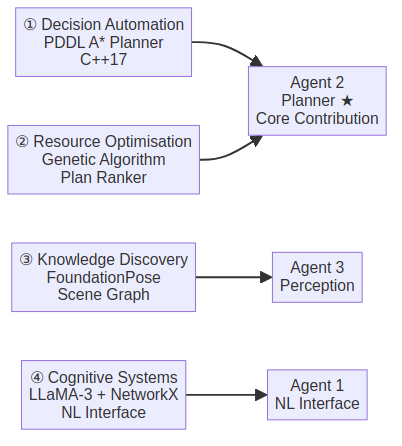 ① Decision Automation
PDDL A* Planner
C++17
Agent 2
Planner ★
Core Contribution
② Resource Optimisation
Genetic Algorithm
Plan Ranker
③ Knowledge Discovery
FoundationPose
Scene Graph
Agent 3
Perception
④ Cognitive Systems
LLaMA-3 + NetworkX
NL Interface
Agent 1
NL Interface